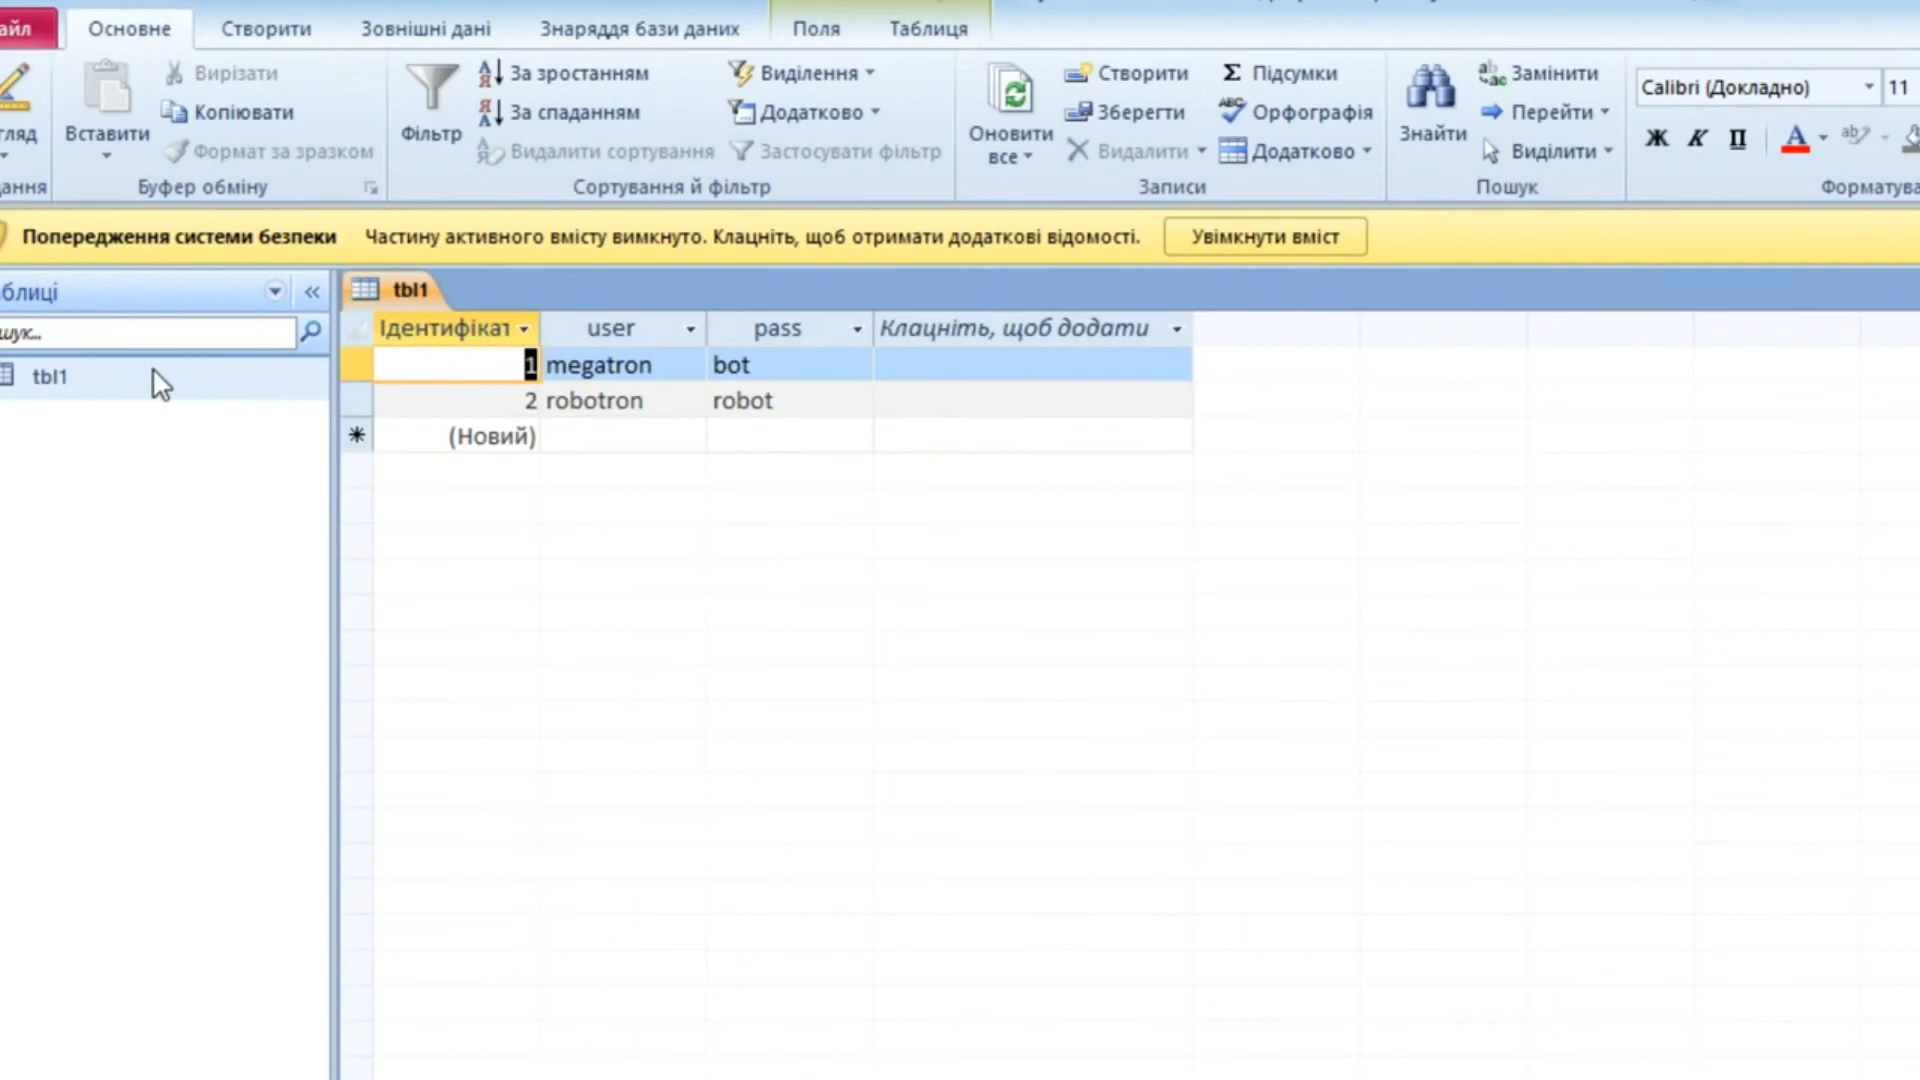 айл Основне Створити Зовнішні дані Знаряддя бази даних Поля Таблиця
Вирізати За зростанням Виділення Створити Підсумки Замінити Calibri (Докладно) 11
Копіювати За спаданням Додатково Зберегти Орфографія Перейти
гляд Вставити Фільтр Оновити все Знайти Ж К П А
Формат за зразком Видалити сортування Застосувати фільтр Видалити Додатково Виділити
ання Буфер обміну Сортування й фільтр Записи Пошук Форматува
Попередження системи безпеки Частину активного вмісту вимкнуто. Клацніть, щоб отримати додаткові відомості. Увімкнути вміст
блиці « tbl1
шук...
Ідентифікат user pass Клацніть, щоб додати
tbl1
1 megatron bot
2 robotron robot
(Новий)